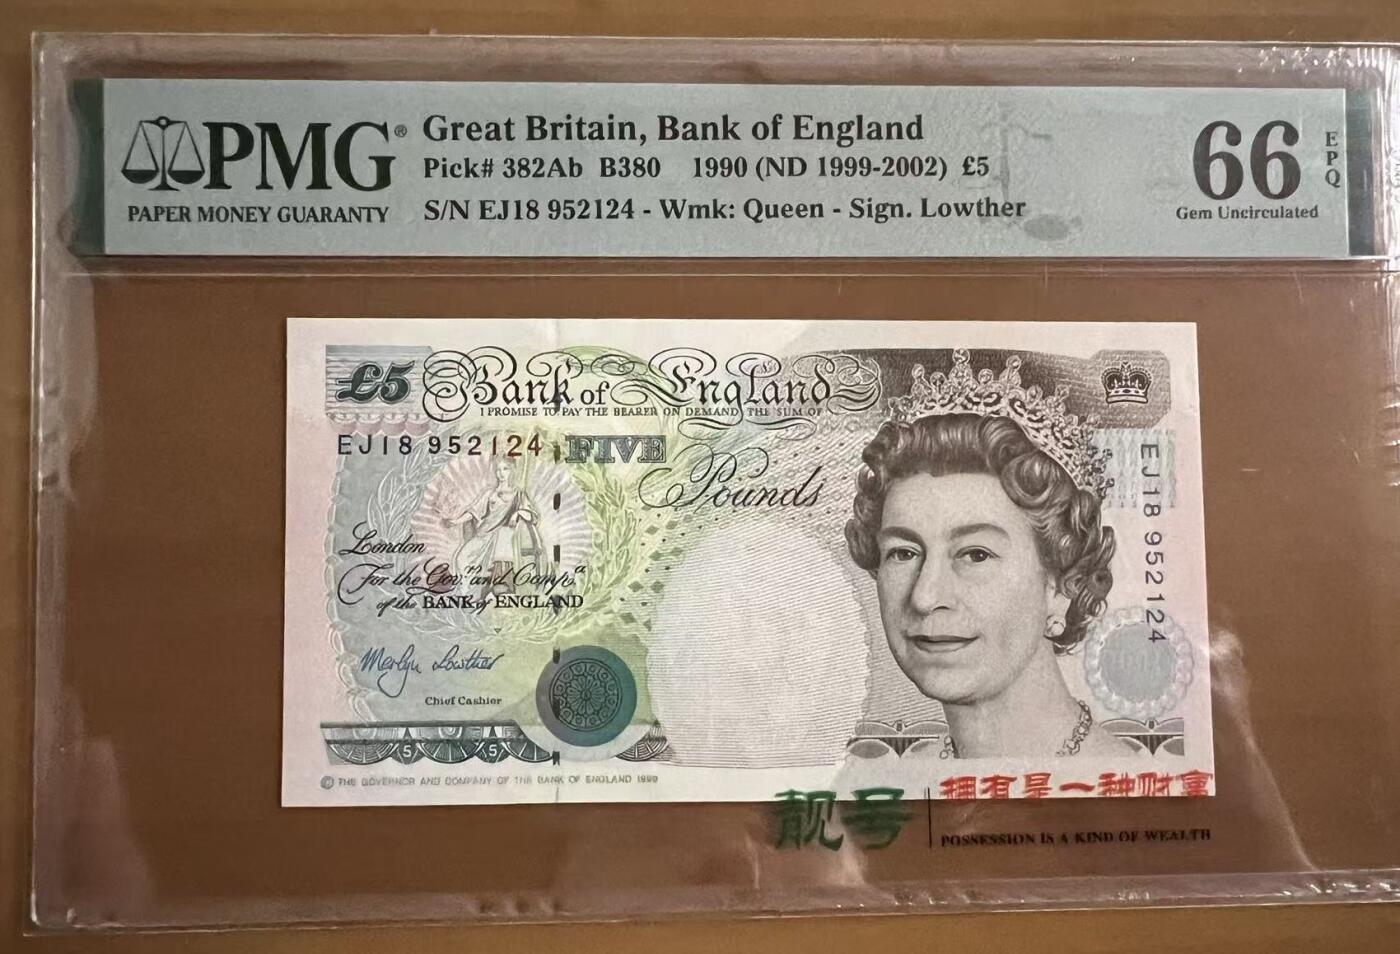 PMG®
PAPER MONEY GUARANTY
Great Britain, Bank of England
Pick# 382Ab B380 1990 (ND 1999-2002) £5
S/N EJ18 952124 - Wmk: Queen - Sign. Lowther
66
EPQ
Gem Uncirculated
£5 Bank of England
I PROMISE TO PAY THE BEARER ON DEMAND THE SUM OF
EJ18 952124 FIVE
Pounds
EJ18 952124
London
For the Govr. and Compa.
of the BANK of ENGLAND
Merlyn Lowther
Chief Cashier
5 5
© THE GOVERNOR AND COMPANY OF THE BANK OF ENGLAND 1990
靓号
拥有是一种财富
POSSESSION IS A KIND OF WEALTH